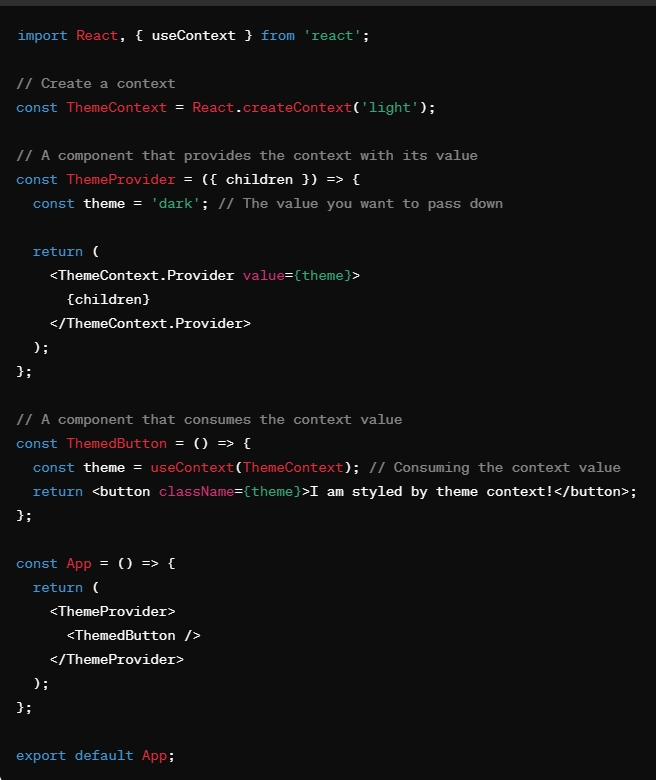 import React, { useContext } from 'react';

// Create a context
const ThemeContext = React.createContext('light');

// A component that provides the context with its value
const ThemeProvider = ({ children }) => {
  const theme = 'dark'; // The value you want to pass down

  return (
    <ThemeContext.Provider value={theme}>
      {children}
    </ThemeContext.Provider>
  );
};

// A component that consumes the context value
const ThemedButton = () => {
  const theme = useContext(ThemeContext); // Consuming the context value
  return <button className={theme}>I am styled by theme context!</button>;
};

const App = () => {
  return (
    <ThemeProvider>
      <ThemedButton />
    </ThemeProvider>
  );
};

export default App;